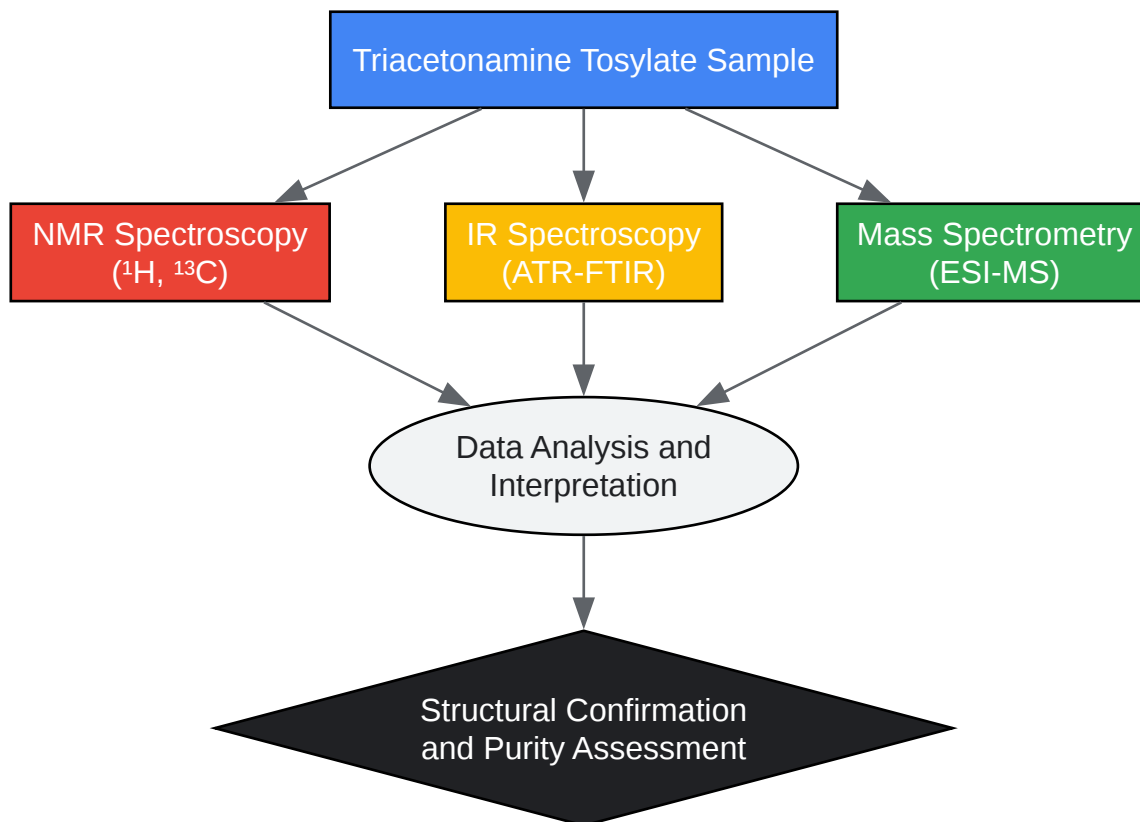 Triacetonamine Tosylate Sample
NMR Spectroscopy
(¹H, ¹³C)
IR Spectroscopy
(ATR-FTIR)
Mass Spectrometry
(ESI-MS)
Data Analysis and
Interpretation
Structural Confirmation
and Purity Assessment